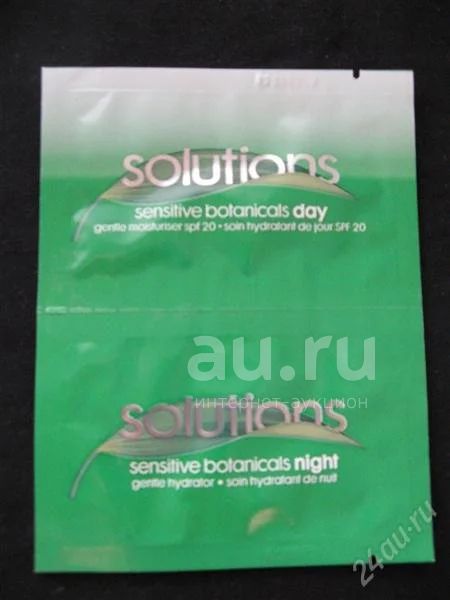 solutions
sensitive botanicals day
gentle moisturiser spf 20 • soin hydratant de jour SPF 20
au.ru
интернет-аукцион
solutions
sensitive botanicals night
gentle hydrator • soin hydratant de nuit
24au.ru